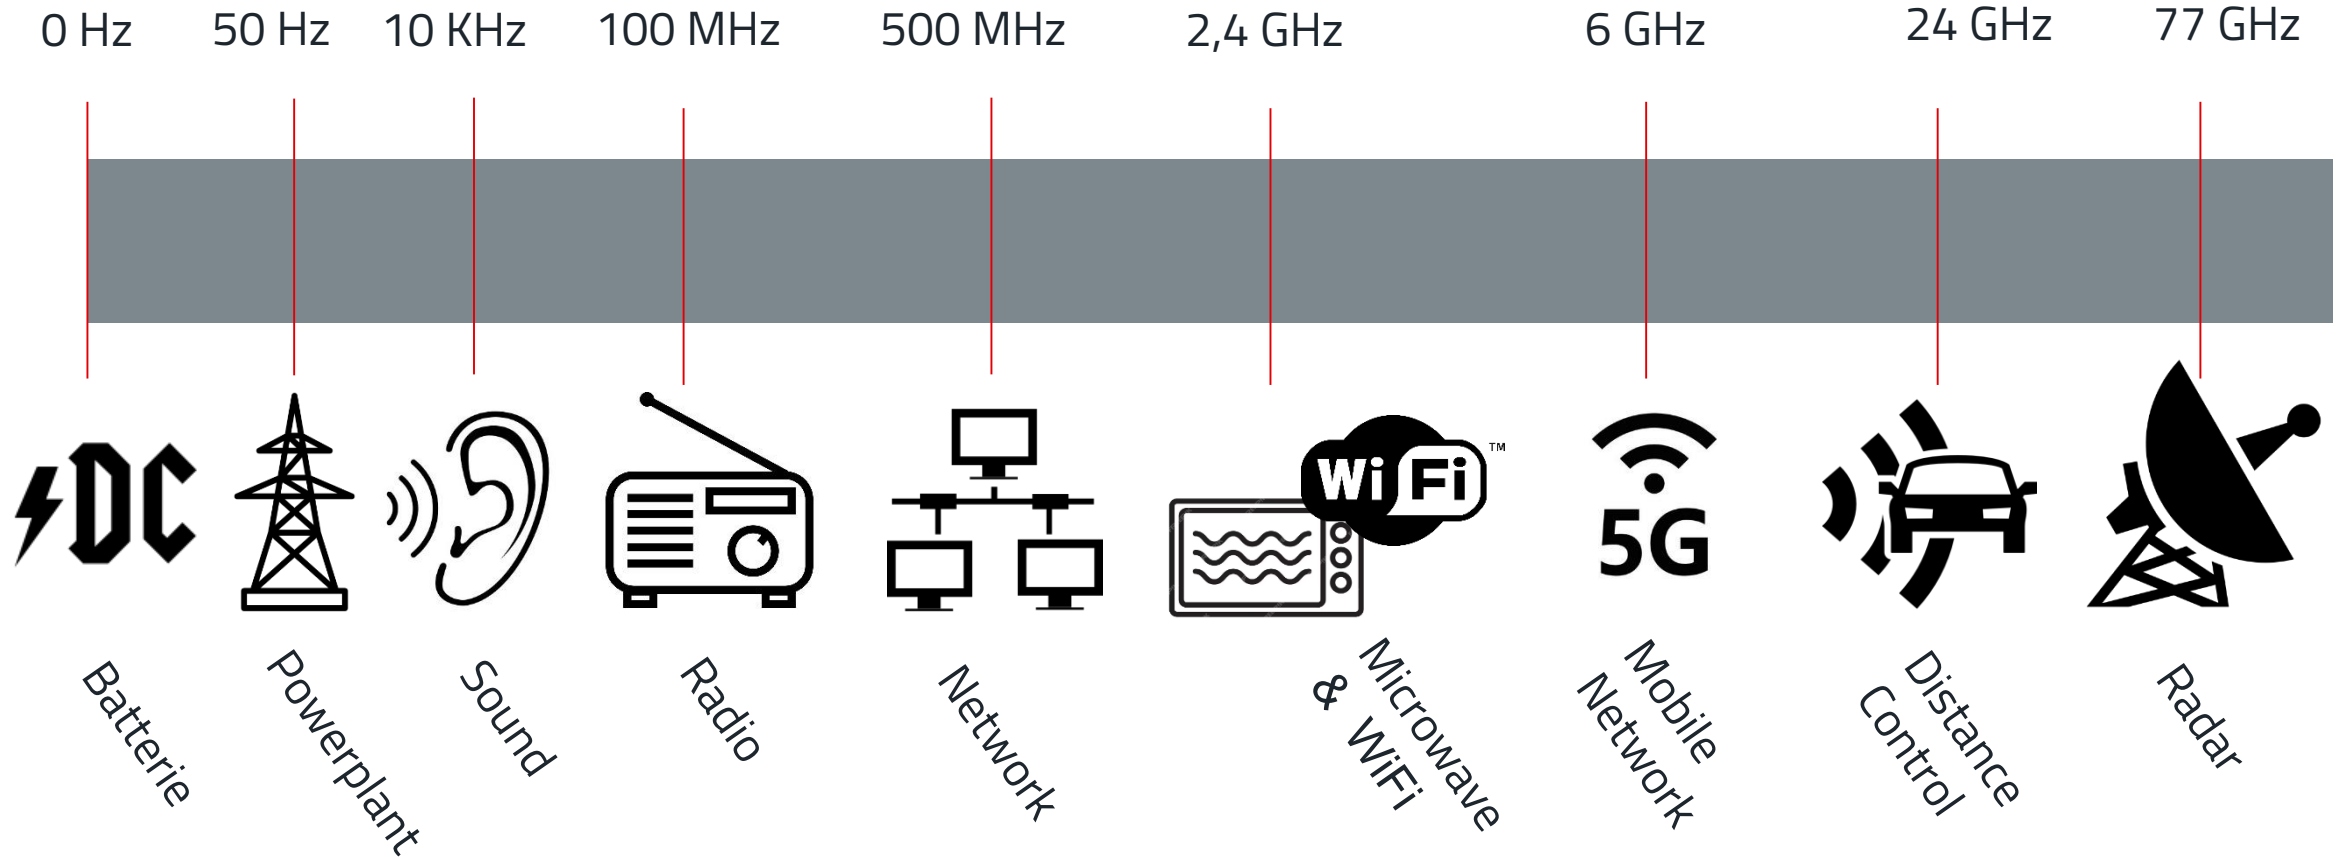 0 Hz
50 Hz
10 KHz
100 MHz
500 MHz
2,4 GHz
6 GHz
24 GHz
77 GHz
DC
Wi Fi
TM
5G
Batterie
Powerplant
Sound
Radio
Network
Microwave
& WiFi
Mobile
Network
Distance
Control
Radar